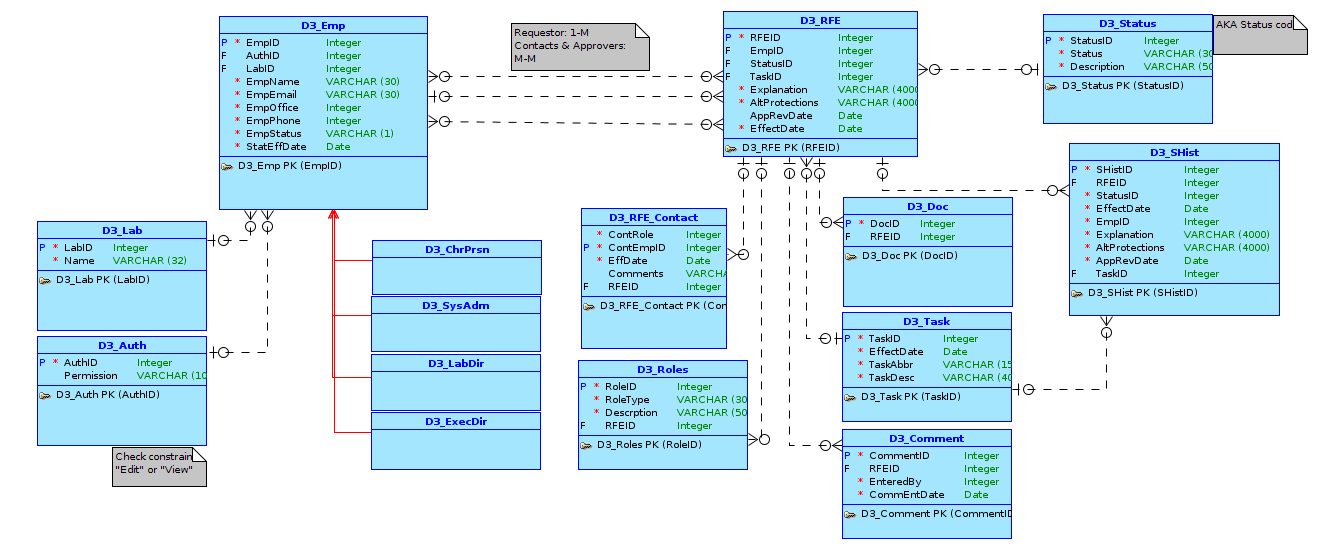 D3_Emp
P * EmpID Integer
F AuthID Integer
F LabID Integer
* EmpName VARCHAR (30)
* EmpEmail VARCHAR (30)
* EmpOffice Integer
* EmpPhone Integer
* EmpStatus VARCHAR (1)
* StatEffDate Date
D3_Emp PK (EmpID)
Requestor: 1-M
Contacts & Approvers:
M-M
D3_RFE
P * RFEID Integer
F EmpID Integer
F StatusID Integer
F TaskID Integer
* Explanation VARCHAR (4000
* AltProtections VARCHAR (4000
AppRevDate Date
* EffectDate Date
D3_RFE PK (RFEID)
D3_Status
P * StatusID Integer
* Status VARCHAR (30
* Description VARCHAR (50
D3_Status PK (StatusID)
AKA Status cod
D3_SHist
P * SHistID Integer
F RFEID Integer
* StatusID Integer
* EffectDate Date
* EmpID Integer
* Explanation VARCHAR (4000)
* AltProtections VARCHAR (4000)
* AppRevDate Date
F TaskID Integer
D3_SHist PK (SHistID)
D3_Lab
P * LabID Integer
* Name VARCHAR (32)
D3_Lab PK (LabID)
D3_Auth
P * AuthID Integer
Permission VARCHAR (10
D3_Auth PK (AuthID)
Check constrain
"Edit" or "View"
D3_ChrPrsn
D3_SysAdm
D3_LabDir
D3_ExecDir
D3_RFE_Contact
* ContRole Integer
P * ContEmpID Integer
* EffDate Date
Comments VARCHA
F RFEID Integer
D3_RFE_Contact PK (Con
D3_Roles
P * RoleID Integer
* RoleType VARCHAR (30
* Descrption VARCHAR (50
F RFEID Integer
D3_Roles PK (RoleID)
D3_Doc
P * DocID Integer
F RFEID Integer
D3_Doc PK (DocID)
D3_Task
P * TaskID Integer
* EffectDate Date
* TaskAbbr VARCHAR (15
* TaskDesc VARCHAR (40
D3_Task PK (TaskID)
D3_Comment
P * CommentID Integer
F RFEID Integer
* EnteredBy Integer
* CommEntDate Date
D3_Comment PK (CommentID